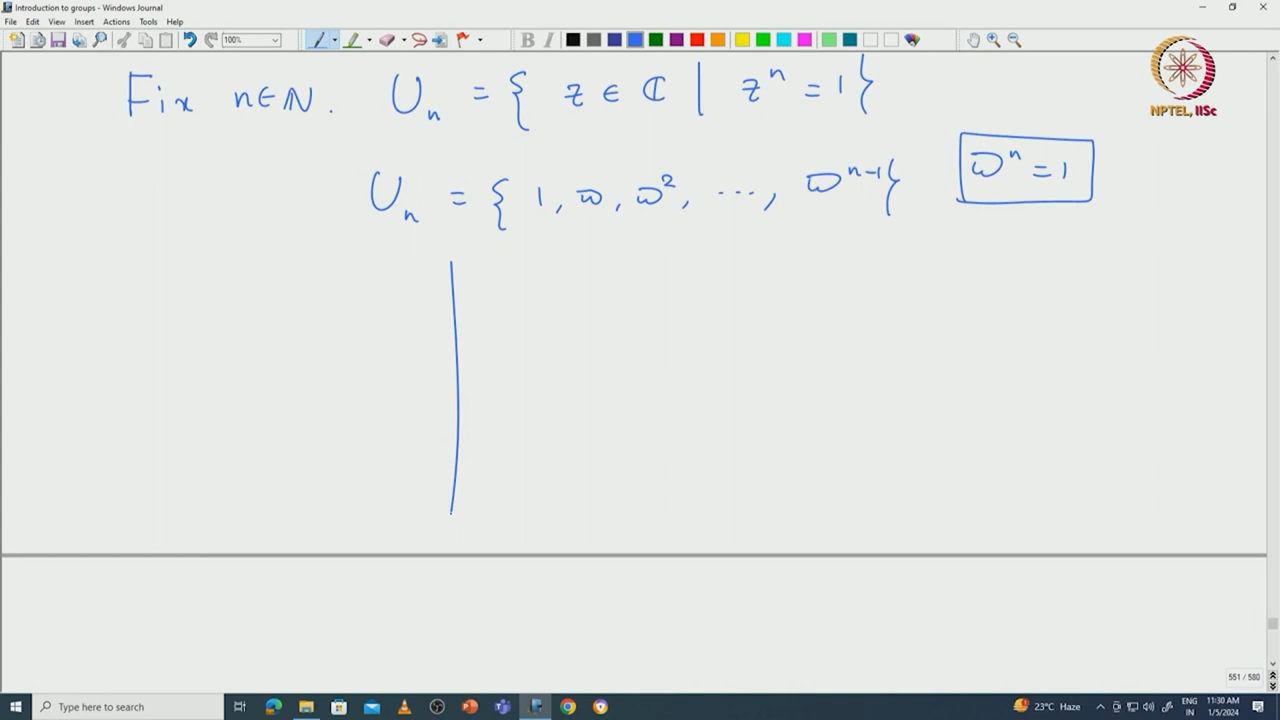 Introduction to groups - Windows Journal
File Edit View Insert Actions Tools Help
100%
B I
Fix n∈ℕ. Uₙ = { z ∈ ℂ | zⁿ = 1 }
NPTEL, IISc
Uₙ = { 1, ω, ω², ..., ωⁿ⁻¹ } ωⁿ = 1
551 / 580
Type here to search
23°C Haze
ENG
IN
11:30 AM
1/5/2024